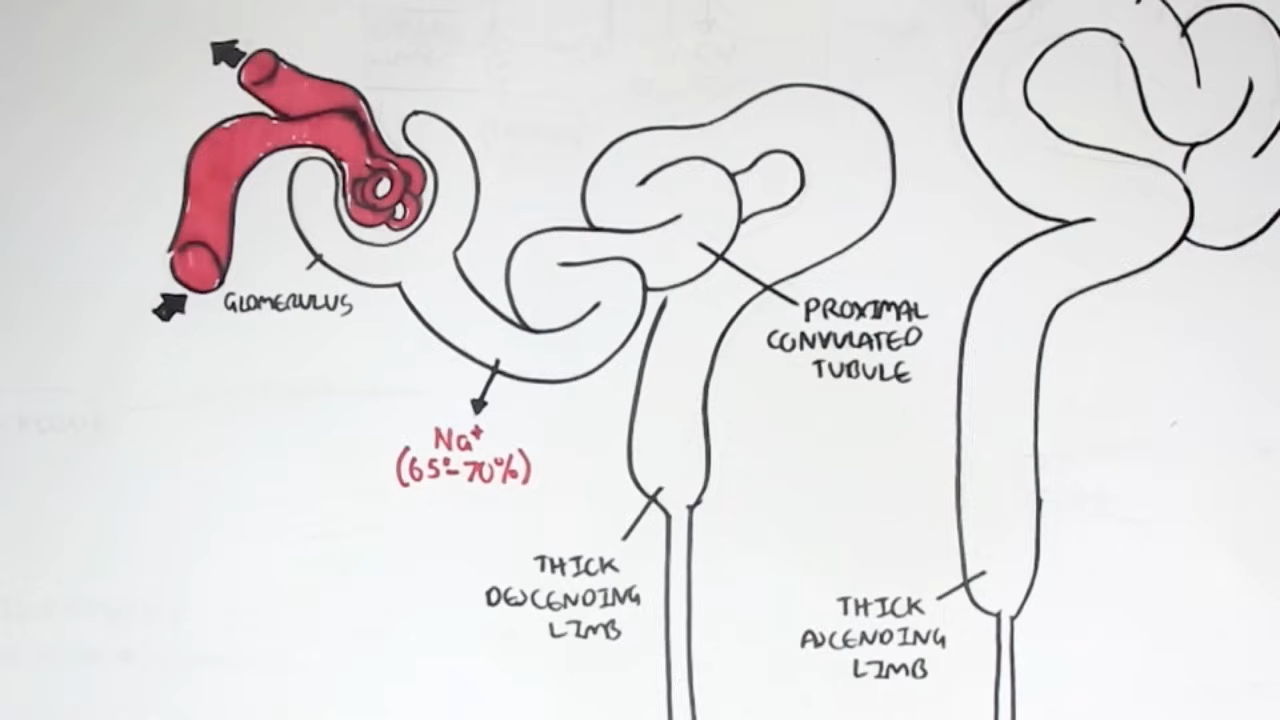 GLOMERULUS
PROXIMAL
CONVULATED
TUBULE
Na⁺
(65°-70%)
THICK
DESCENDING
LIMB
THICK
ASCENDING
LIMB